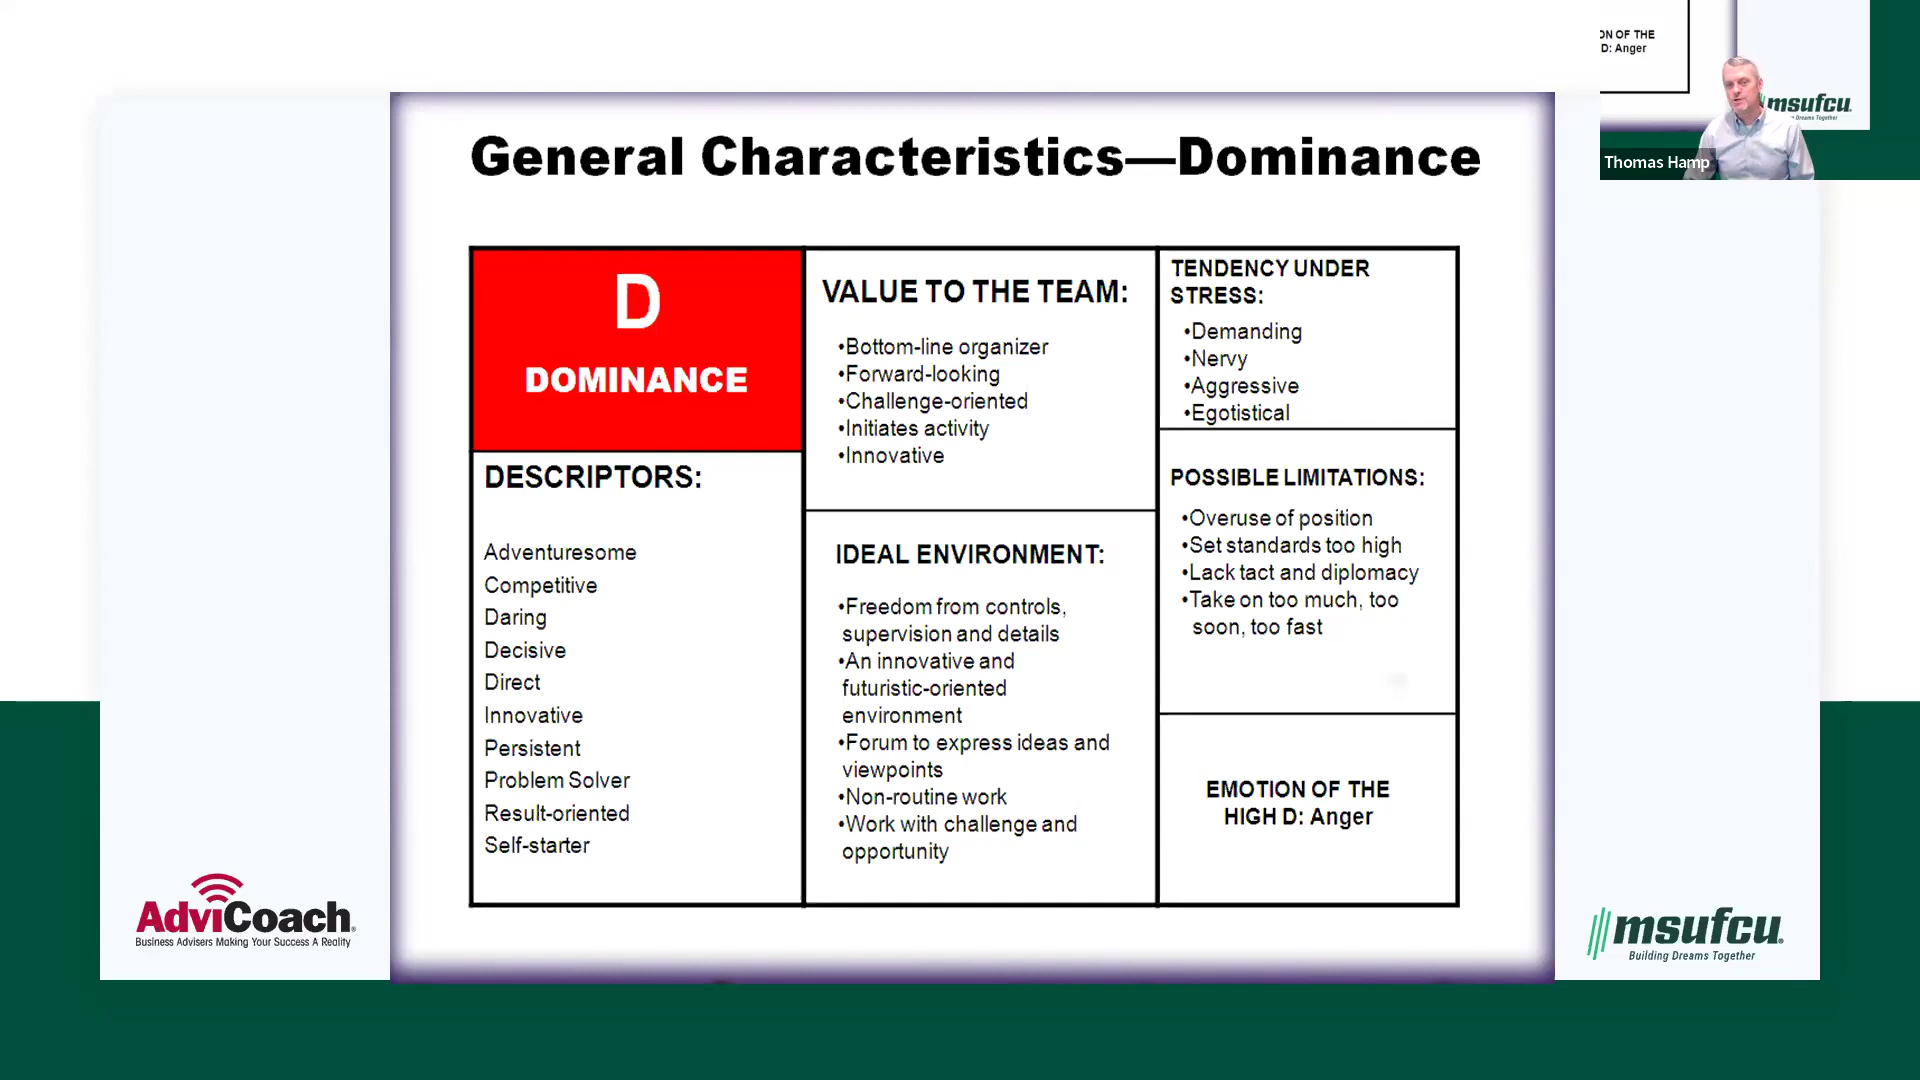 General Characteristics—Dominance
D
DOMINANCE
DESCRIPTORS:
Adventuresome
Competitive
Daring
Decisive
Direct
Innovative
Persistent
Problem Solver
Result-oriented
Self-starter
VALUE TO THE TEAM:
•Bottom-line organizer
•Forward-looking
•Challenge-oriented
•Initiates activity
•Innovative
IDEAL ENVIRONMENT:
•Freedom from controls,
supervision and details
•An innovative and
futuristic-oriented
environment
•Forum to express ideas and
viewpoints
•Non-routine work
•Work with challenge and
opportunity
TENDENCY UNDER
STRESS:
•Demanding
•Nervy
•Aggressive
•Egotistical
POSSIBLE LIMITATIONS:
•Overuse of position
•Set standards too high
•Lack tact and diplomacy
•Take on too much, too
soon, too fast
EMOTION OF THE
HIGH D: Anger
ON OF THE
D: Anger
msufcu
Dreams Together
Thomas Hamp
AdviCoach®
Business Advisers Making Your Success A Reality
msufcu®
Building Dreams Together